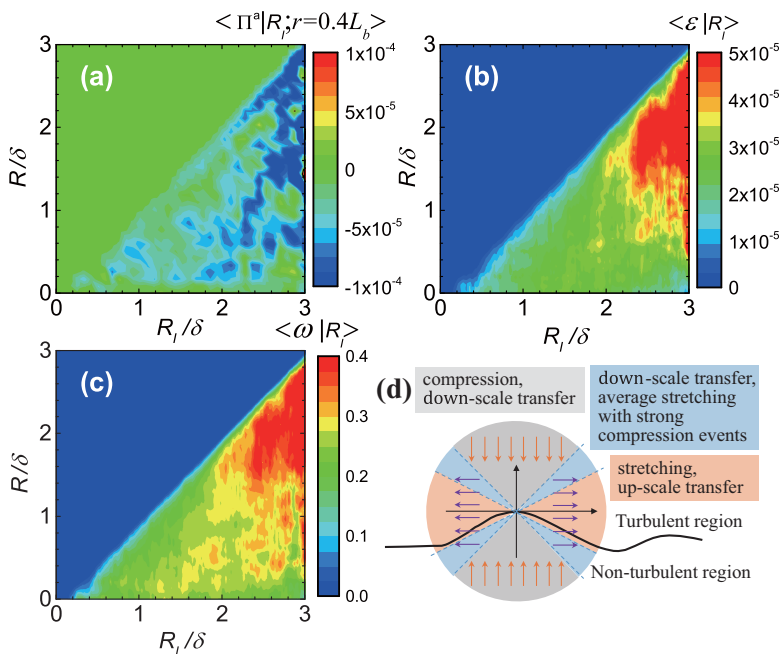 < Π^a|R_l;r=0.4L_b>
(a)
R/δ
3
2
1
0
0 1 2 3
R_l/δ
1x10^-4
5x10^-5
0
-5x10^-5
-1x10^-4
<ε |R_l>
(b)
R/δ
3
2
1
0
0 1 2 3
R_l/δ
5x10^-5
4x10^-5
3x10^-5
2x10^-5
1x10^-5
0
<ω |R_l>
(c)
R/δ
3
2
1
0
0 1 2 3
R_l/δ
0.4
0.3
0.2
0.1
0.0
(d)
compression,
down-scale transfer
down-scale transfer,
average stretching
with strong
compression events
stretching,
up-scale transfer
Turbulent region
Non-turbulent region